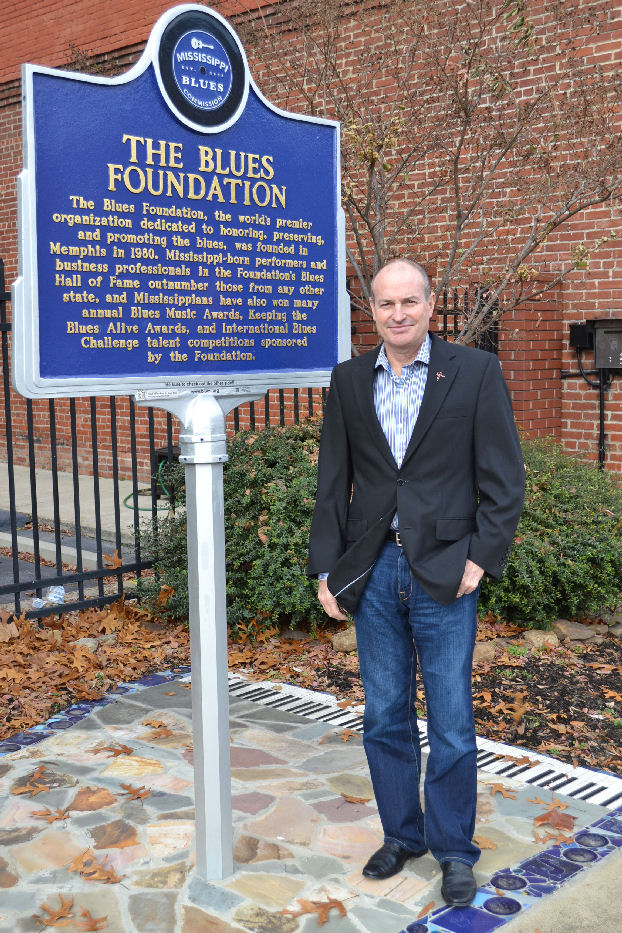 MISSISSIPPI
BLUES
COMMISSION
THE BLUES
FOUNDATION
The Blues Foundation, the world's premier
organization dedicated to honoring, preserving,
and promoting the blues, was founded in
Memphis in 1980. Mississippi-born performers and
business professionals in the Foundation's Blues
Hall of Fame outnumber those from any other
state, and Mississippians have also won many
annual Blues Music Awards, Keeping the
Blues Alive Awards, and International Blues
Challenge talent competitions sponsored
by the Foundation.